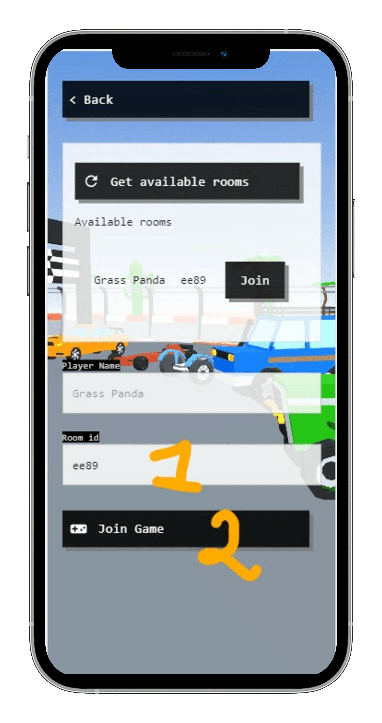 < Back
Get available rooms
Available rooms
Grass Panda ee89 Join
Player Name
Grass Panda
Room id
ee89
1
Join Game
2